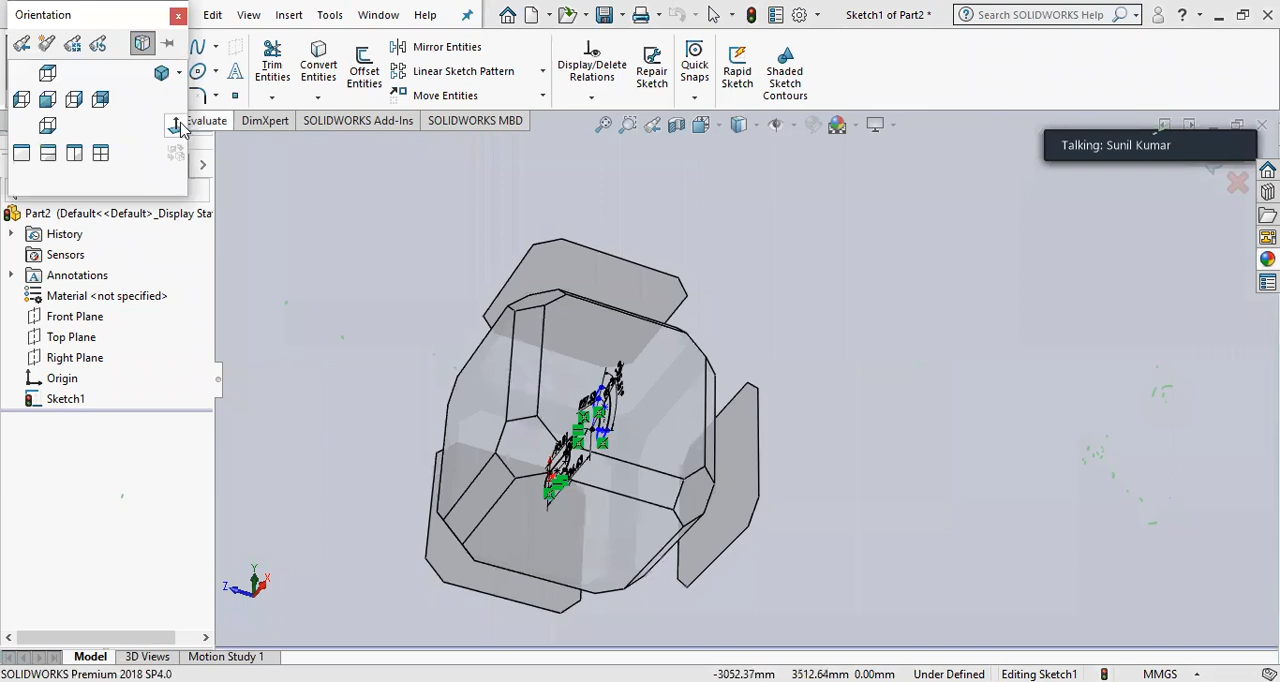 Orientation
Edit
View
Insert
Tools
Window
Help
Sketch1 of Part2 *
Search SOLIDWORKS Help
Trim Entities
Convert Entities
Offset Entities
Mirror Entities
Linear Sketch Pattern
Move Entities
Display/Delete Relations
Repair Sketch
Quick Snaps
Rapid Sketch
Shaded Sketch Contours
Evaluate
DimXpert
SOLIDWORKS Add-Ins
SOLIDWORKS MBD
Talking: Sunil Kumar
Part2 (Default<<Default>_Display Sta
History
Sensors
Annotations
Material <not specified>
Front Plane
Top Plane
Right Plane
Origin
Sketch1
Y
Z
X
Model
3D Views
Motion Study 1
SOLIDWORKS Premium 2018 SP4.0
-3052.37mm
3512.64mm 0.00mm
Under Defined
Editing Sketch1
MMGS